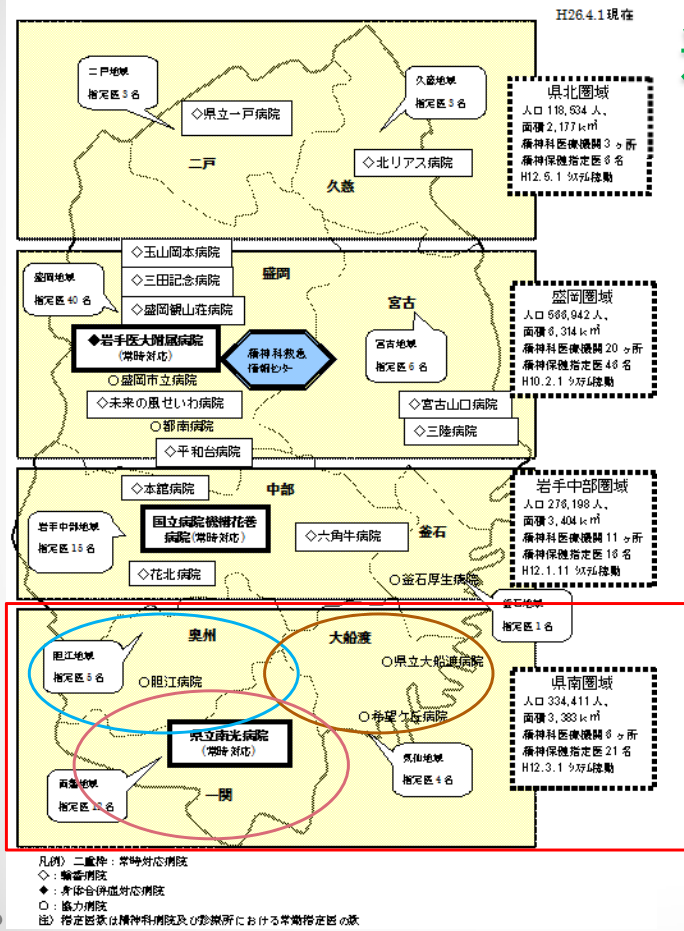 H26.4.1現在
二戸地域
指定医3名
久慈地域
指定医3名
◇県立一戸病院
◇北リアス病院
二戸
久慈
県北圏域
人口 118,534 人、
面積 2,177 k㎡
精神科医療機関 3 ヶ所
精神保健指定医 6 名
H12.5.1 システム稼動
◇玉山岡本病院
◇三田記念病院
◇盛岡観山荘病院
盛岡
宮古
盛岡地域
指定医 40 名
◆岩手医大附属病院
(常時対応)
精神科救急
情報センター
宮古地域
指定医 6 名
○盛岡市立病院
◇未来の風せいわ病院
○都南病院
◇平和台病院
◇宮古山口病院
◇三陸病院
盛岡圏域
人口 566,942 人、
面積 6,314 k㎡
精神科医療機関 20 ヶ所
精神保健指定医 46 名
H10.2.1 システム稼動
◇本舘病院
中部
岩手中部地域
指定医 15 名
国立病院機構花巻
病院(常時対応)
◇六角牛病院
釜石
◇花北病院
○釜石厚生病院
釜石地域
指定医 1 名
岩手中部圏域
人口 276,198 人、
面積 3,404 k㎡
精神科医療機関 11 ヶ所
精神保健指定医 16 名
H12.1.11 システム稼動
奥州
大船渡
胆江地域
指定医 5 名
○胆江病院
○県立大船渡病院
○希望ケ丘病院
県立南光病院
(常時対応)
両磐地域
指定医 12 名
一関
気仙地域
指定医 4 名
県南圏域
人口 334,411 人、
面積 3,383 k㎡
精神科医療機関 6 ヶ所
精神保健指定医 21 名
H12.3.1 システム稼動
凡例) 二重枠:常時対応病院
◇:輪番病院
◆:身体合併症対応病院
○:協力病院
注) 指定医数は精神科病院及び診療所における常勤指定医の数